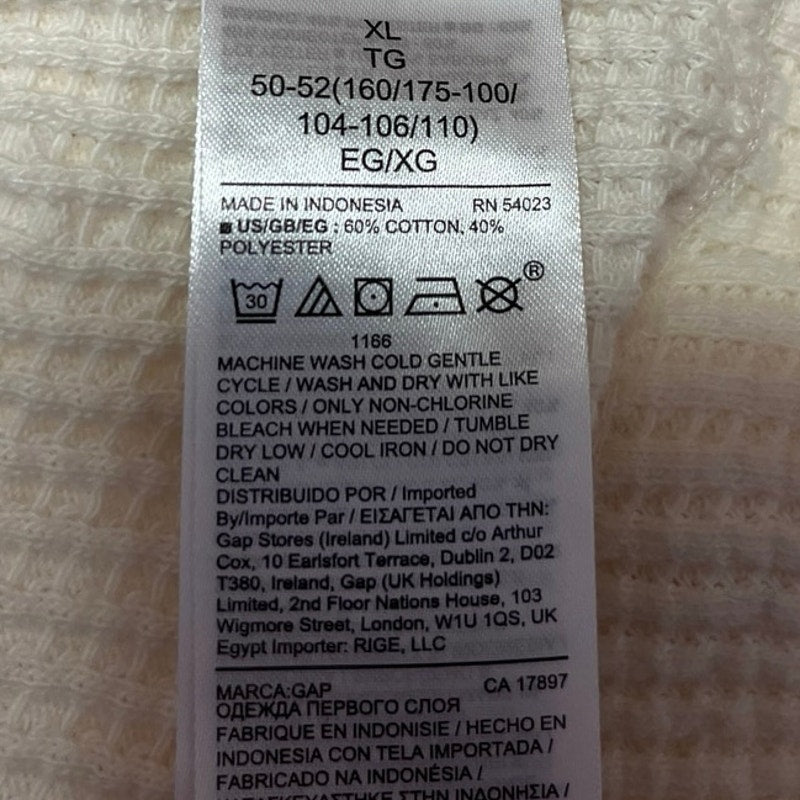 XL
TG
50-52(160/175-100/
104-106/110)
EG/XG
MADE IN INDONESIA RN 54023
US/GB/EG : 60% COTTON, 40%
POLYESTER
30 ®
1166
MACHINE WASH COLD GENTLE
CYCLE / WASH AND DRY WITH LIKE
COLORS / ONLY NON-CHLORINE
BLEACH WHEN NEEDED / TUMBLE
DRY LOW / COOL IRON / DO NOT DRY
CLEAN
DISTRIBUIDO POR / Imported
By/Importe Par / ΕΙΣΑΓΕΤΑΙ ΑΠΟ ΤΗΝ:
Gap Stores (Ireland) Limited c/o Arthur
Cox, 10 Earlsfort Terrace, Dublin 2, D02
T380, Ireland, Gap (UK Holdings)
Limited, 2nd Floor Nations House, 103
Wigmore Street, London, W1U 1QS, UK
Egypt Importer: RIGE, LLC
MARCA:GAP CA 17897
ОДЕЖДА ПЕРВОГО СЛОЯ
FABRIQUE EN INDONISIE / HECHO EN
INDONESIA CON TELA IMPORTADA /
FABRICADO NA INDONÉSIA /
ΚΑΤΑΣΚΕΥΑΣΤΗΚΕ ΣΤΗΝ ΙΝΔΟΝΗΣΙΑ /